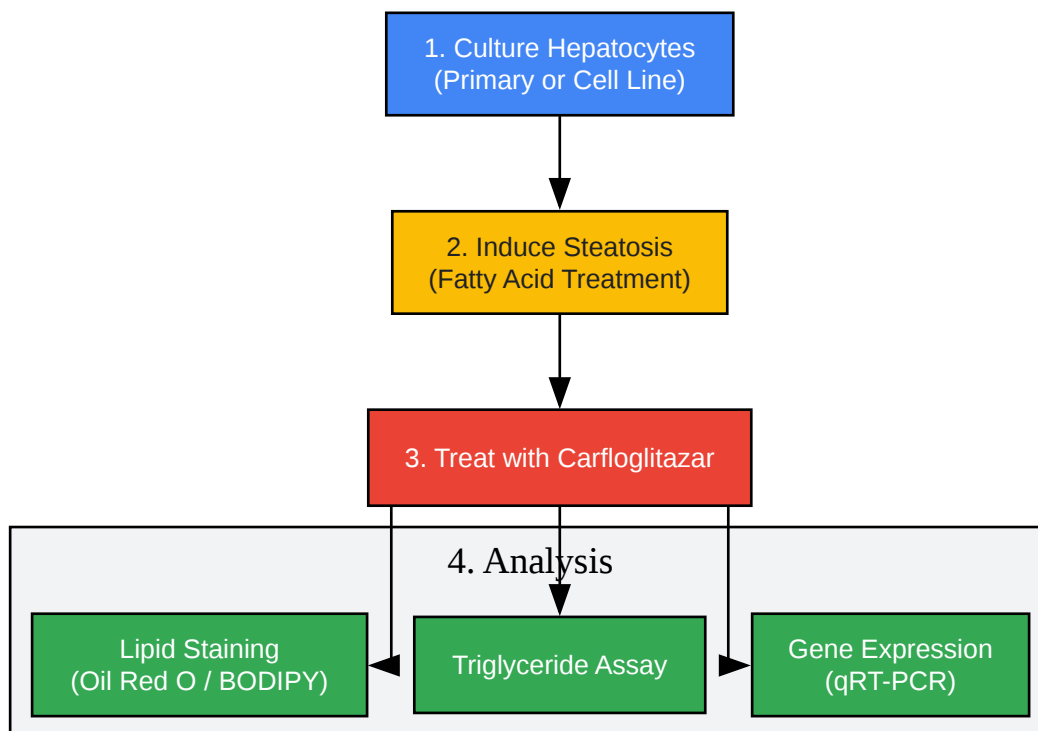 1. Culture Hepatocytes
(Primary or Cell Line)
2. Induce Steatosis
(Fatty Acid Treatment)
3. Treat with Carfloglitazar
4. Analysis
Lipid Staining
(Oil Red O / BODIPY)
Triglyceride Assay
Gene Expression
(qRT-PCR)